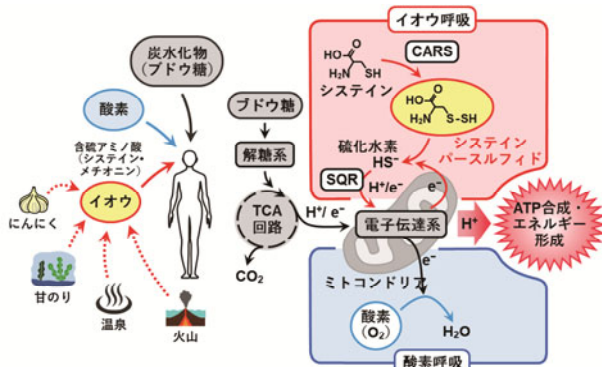 炭水化物
(ブドウ糖)
酸素
含硫アミノ酸
(システイン・
メチオニン)
イオウ
にんにく
甘のり
温泉
火山
ブドウ糖
解糖系
TCA
回路
CO2
H+/ e-
イオウ呼吸
CARS
HO
O
SH
H2N
システイン
HO
O
S-SH
H2N
硫化水素
HS-
システイン
パースルフィド
SQR
H+/e-
e-
電子伝達系
H+
ATP合成・
エネルギー
形成
e-
ミトコンドリア
酸素
(O2)
H2O
酸素呼吸